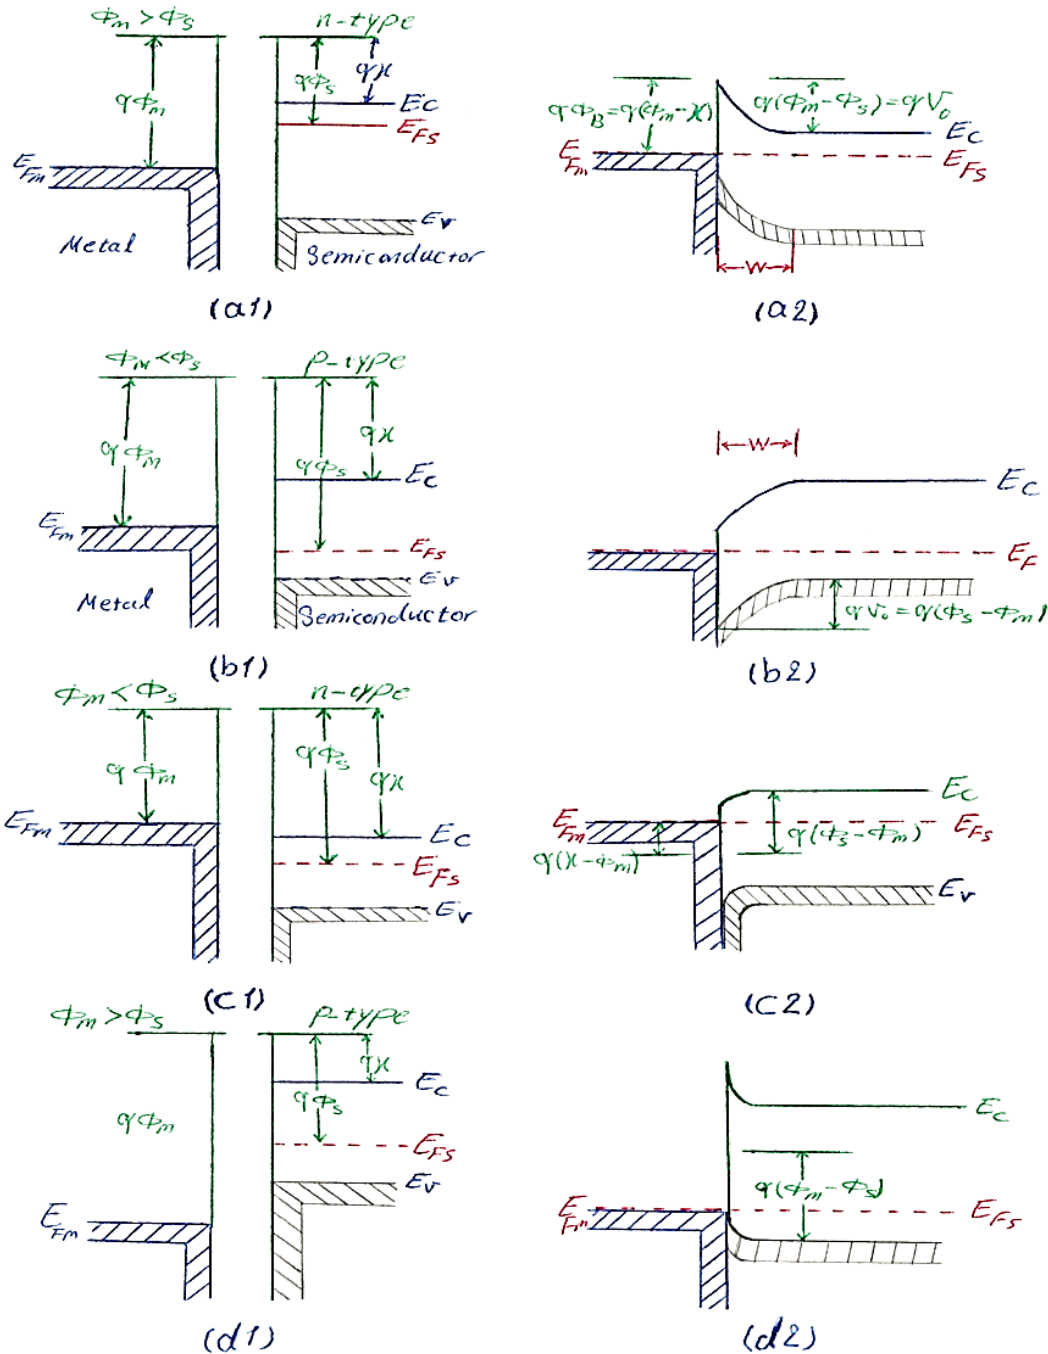 Φm > Φs
n-type
qΦm
qΦs
qχ
Ec
EFs
EFm
Ev
Metal
Semiconductor
(a1)
qΦB=q(Φm-χ)
q(Φm-Φs)=qV₀
Ec
EFm
EFs
W
(a2)
ΦM < Φs
p-type
qΦM
qΦs
qχ
Ec
EFm
EFs
Ev
Metal
Semiconductor
(b1)
W
Ec
EF
qV₀ = q(Φs-Φm)
(b2)
Φm < Φs
n-type
qΦm
qΦs
qχ
EFm
Ec
EFs
Ev
(c1)
Ec
EFm
EFs
q(Φs-Φm)
q(χ-Φm)
Ev
(c2)
Φm > Φs
p-type
qχ
Ec
qΦm
qΦs
EFs
Ev
EFm
(d1)
Ec
q(Φm-Φs)
EFm
EFs
(d2)